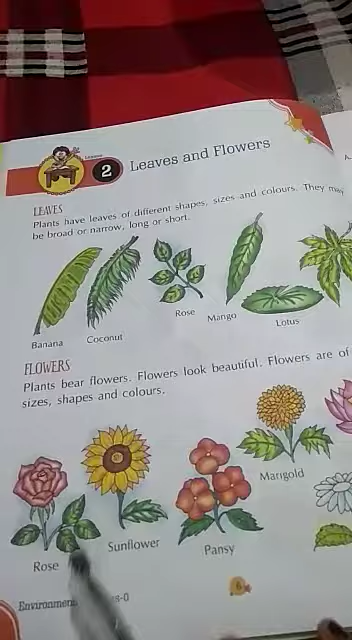 Lesson
2
Leaves and Flowers
LEAVES
Plants have leaves of different shapes, sizes and colours. They may
be broad or narrow, long or short.
Banana
Coconut
Rose
Mango
Lotus
FLOWERS
Plants bear flowers. Flowers look beautiful. Flowers are of
sizes, shapes and colours.
Rose
Sunflower
Pansy
Marigold
6
s-0